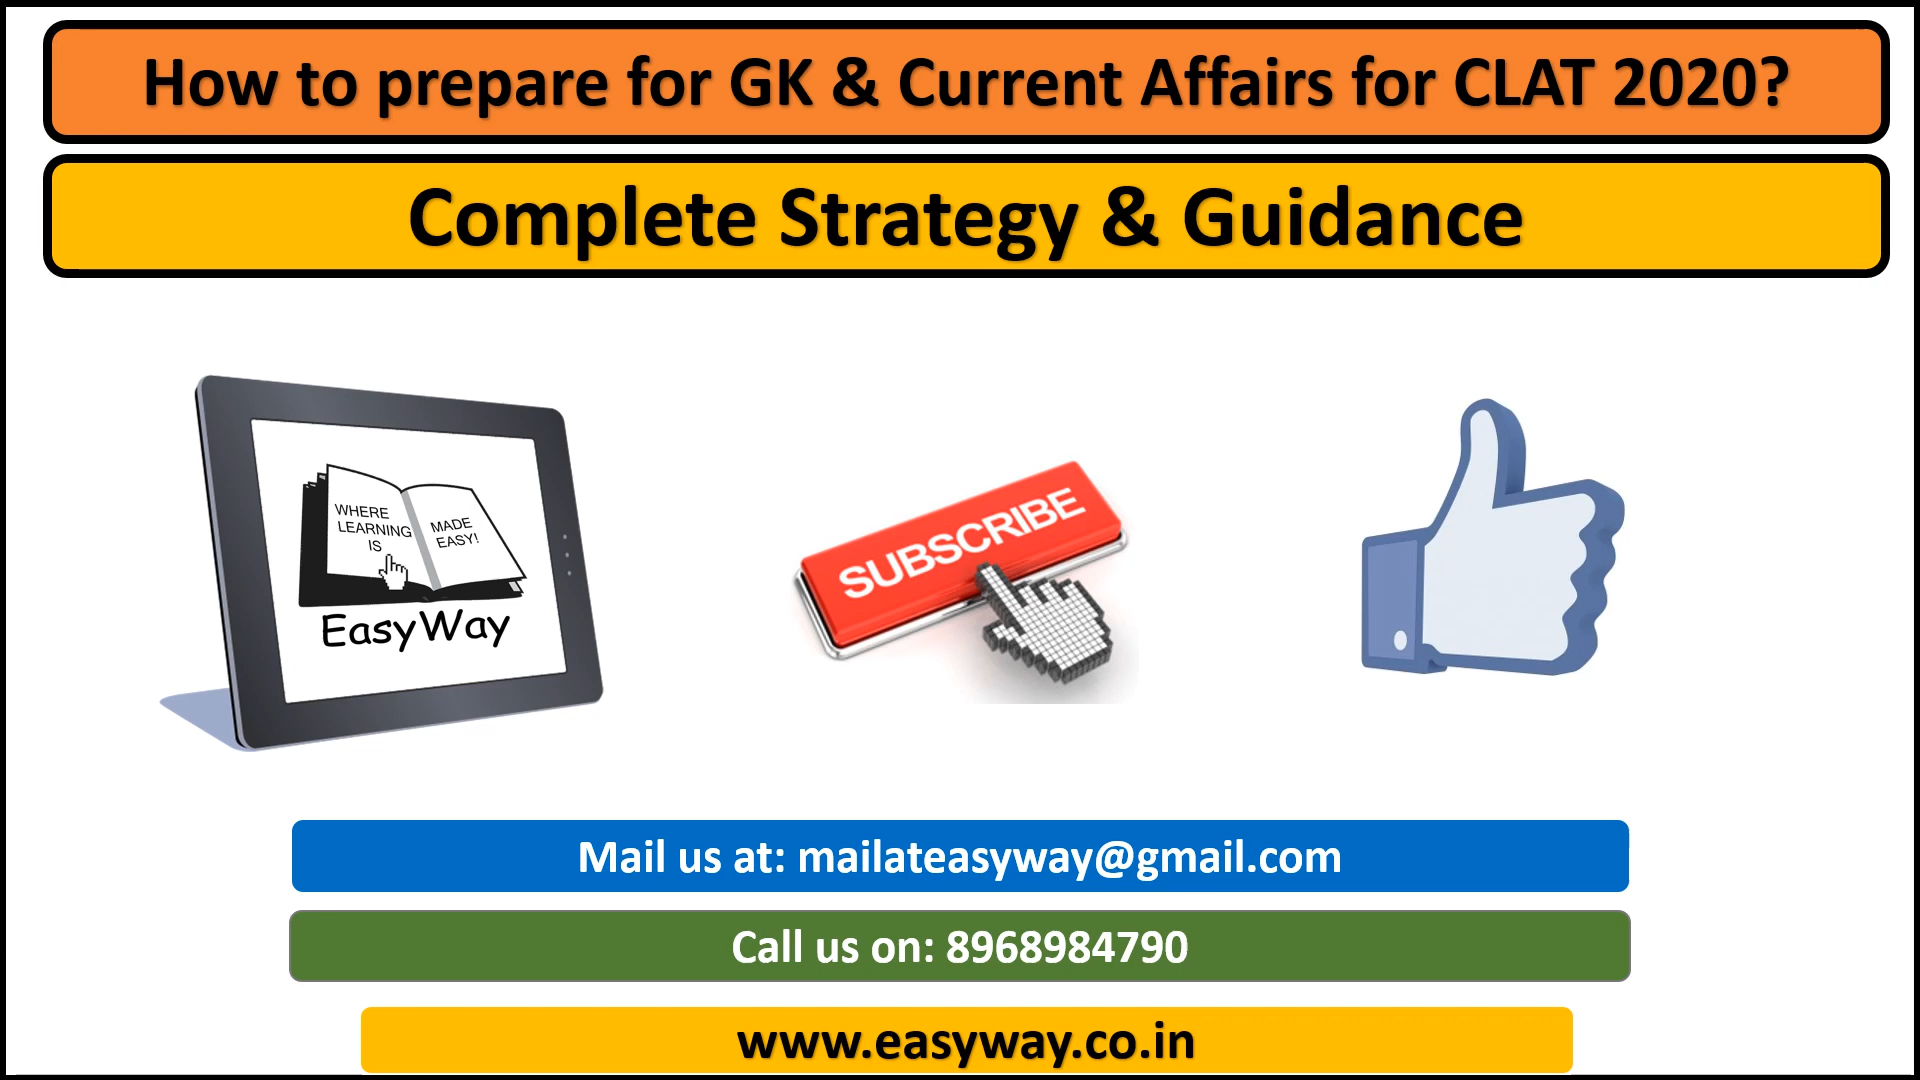 How to prepare for GK & Current Affairs for CLAT 2020?
Complete Strategy & Guidance
WHERE
LEARNING
IS
MADE
EASY!
EasyWay
SUBSCRIBE
Mail us at: mailateasyway@gmail.com
Call us on: 8968984790
www.easyway.co.in